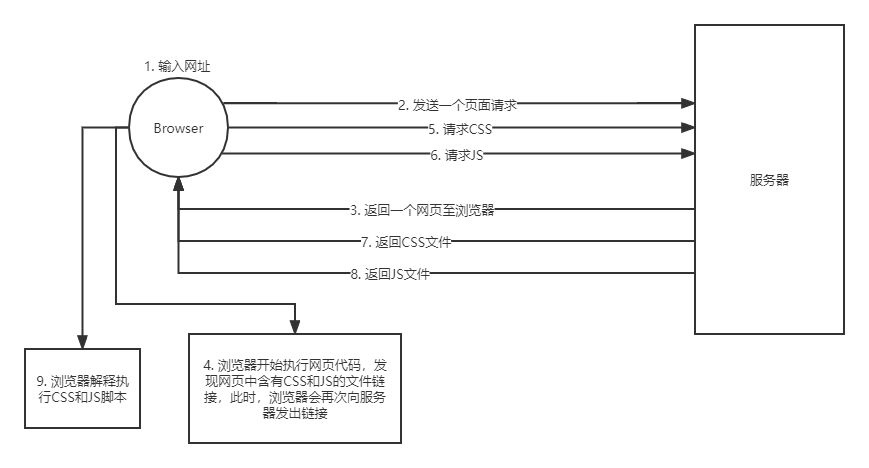 1. 输入网址
Browser
2. 发送一个页面请求
5. 请求CSS
6. 请求JS
服务器
3. 返回一个网页至浏览器
7. 返回CSS文件
8. 返回JS文件
4. 浏览器开始执行网页代码，发
现网页中含有CSS和JS的文件链
接，此时，浏览器会再次向服务
器发出链接
9. 浏览器解释执
行CSS和JS脚本